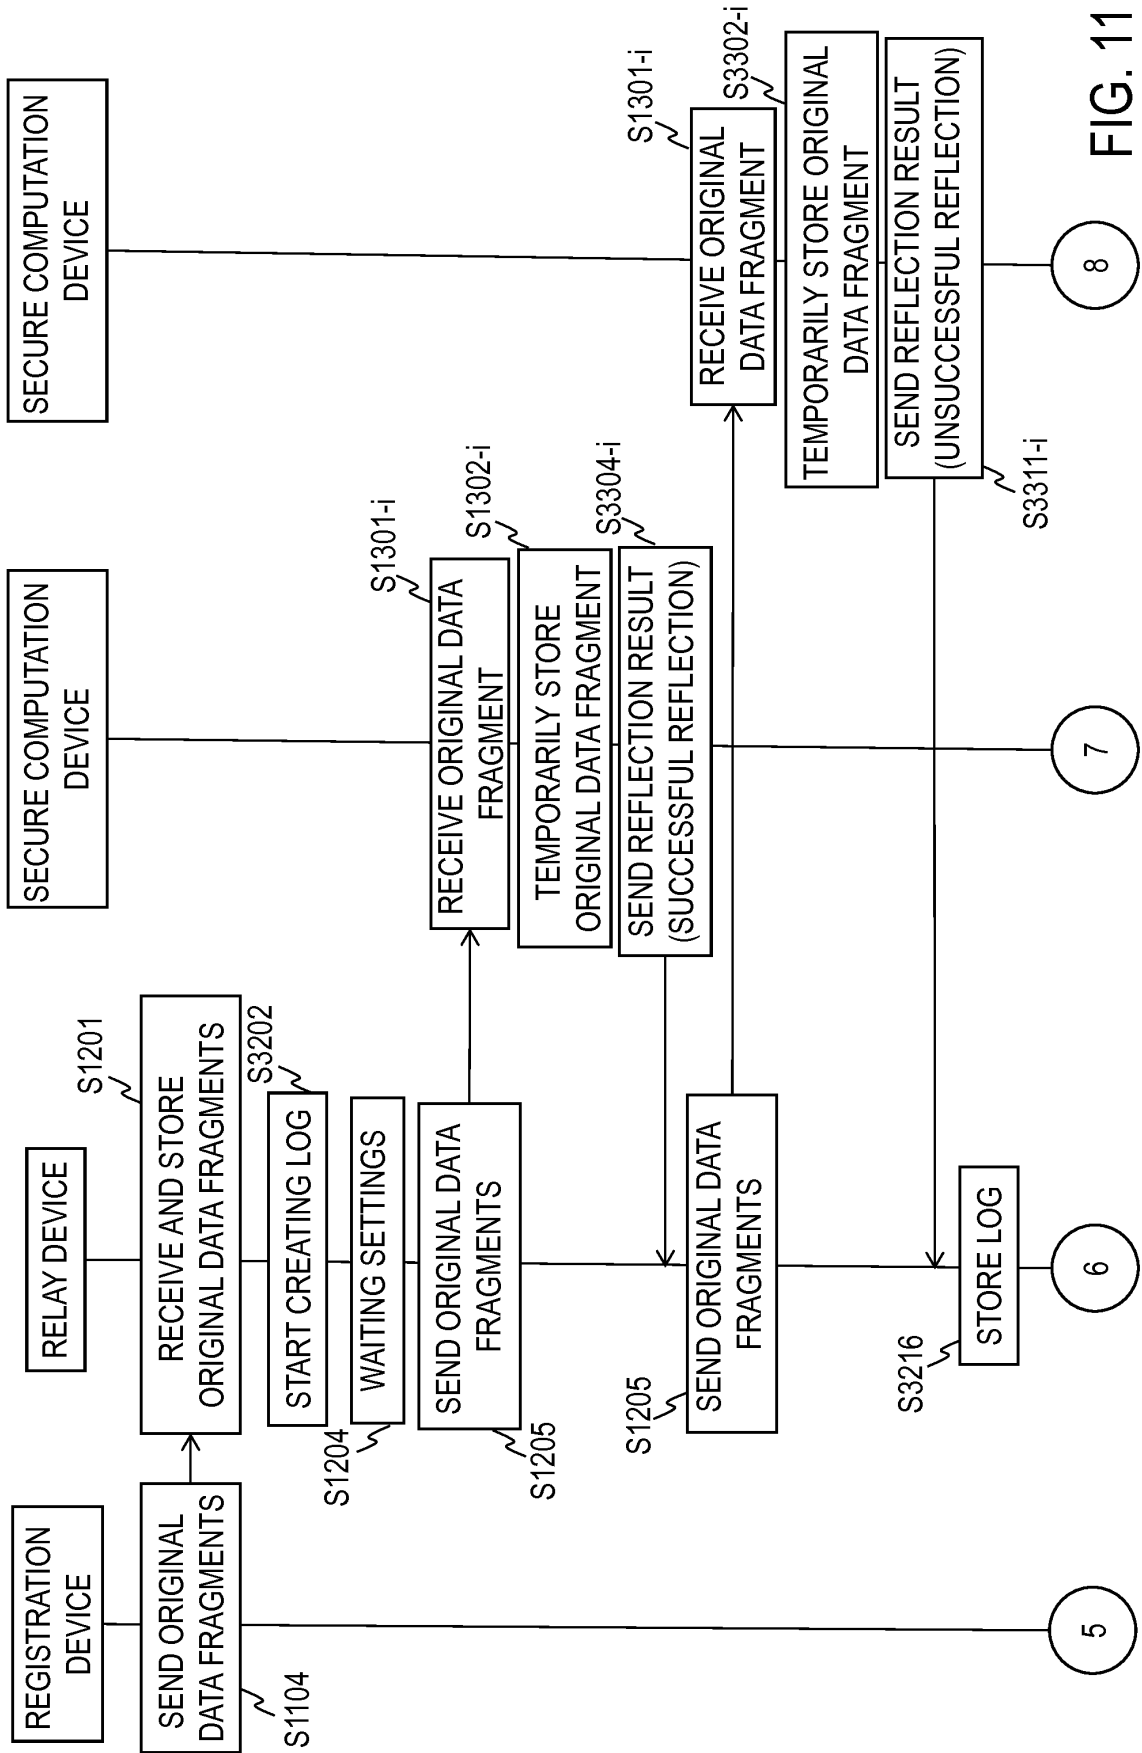 REGISTRATION
DEVICE
RELAY DEVICE
SECURE COMPUTATION
DEVICE
SECURE COMPUTATION
DEVICE
SEND ORIGINAL
DATA FRAGMENTS
S1104
S1201
RECEIVE AND STORE
ORIGINAL DATA FRAGMENTS
S3202
START CREATING LOG
WAITING SETTINGS
S1204
SEND ORIGINAL DATA
FRAGMENTS
S1205
S1301-i
RECEIVE ORIGINAL DATA
FRAGMENT
S1302-i
TEMPORARILY STORE
ORIGINAL DATA FRAGMENT
S3304-i
SEND REFLECTION RESULT
(SUCCESSFUL REFLECTION)
S1205
SEND ORIGINAL DATA
FRAGMENTS
S1301-i
RECEIVE ORIGINAL
DATA FRAGMENT
S3302-i
TEMPORARILY STORE ORIGINAL
DATA FRAGMENT
SEND REFLECTION RESULT
(UNSUCCESSFUL REFLECTION)
S3311-i
S3216
STORE LOG
5
6
7
8
FIG. 11